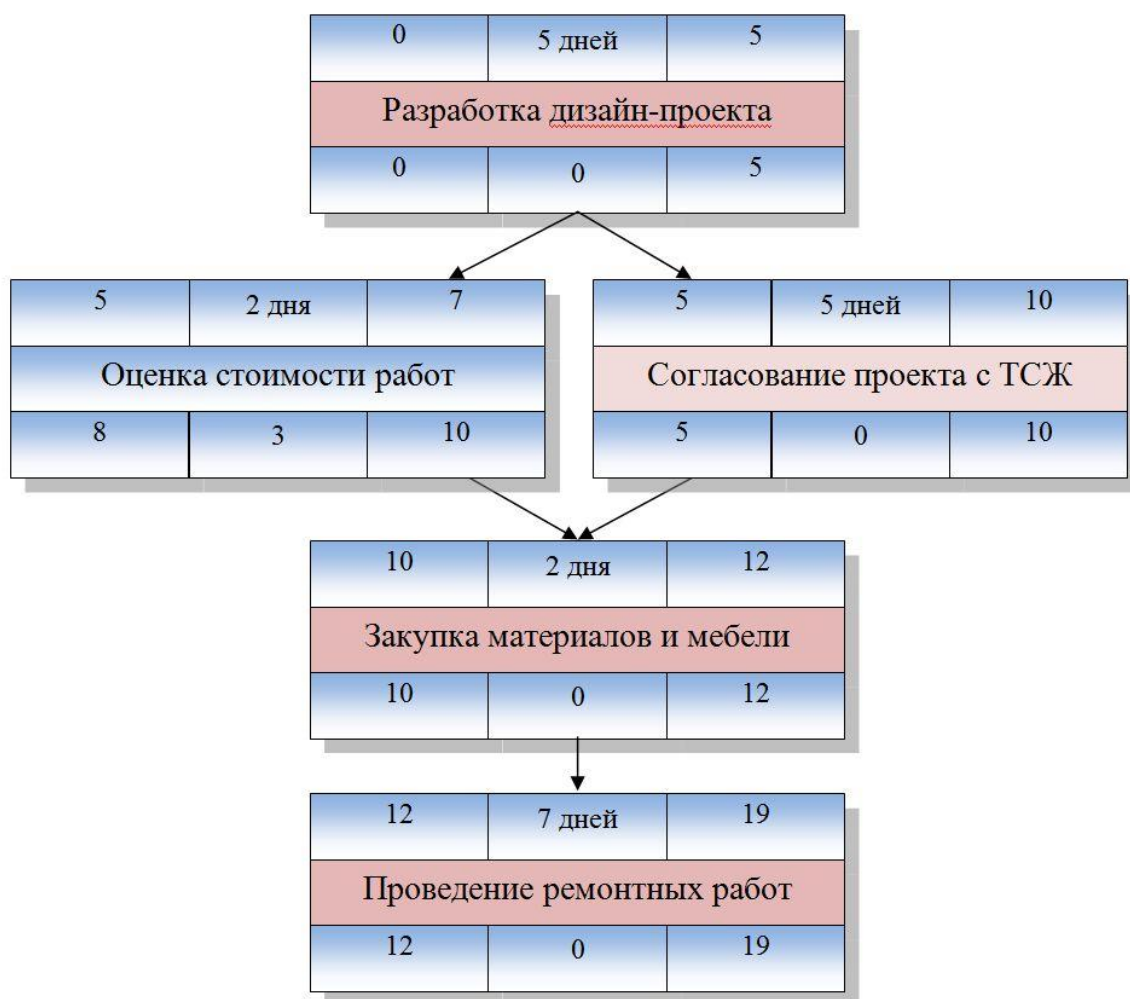 0 5 дней 5
Разработка дизайн-проекта
0 0 5
5 2 дня 7
Оценка стоимости работ
8 3 10
5 5 дней 10
Согласование проекта с ТСЖ
5 0 10
10 2 дня 12
Закупка материалов и мебели
10 0 12
12 7 дней 19
Проведение ремонтных работ
12 0 19